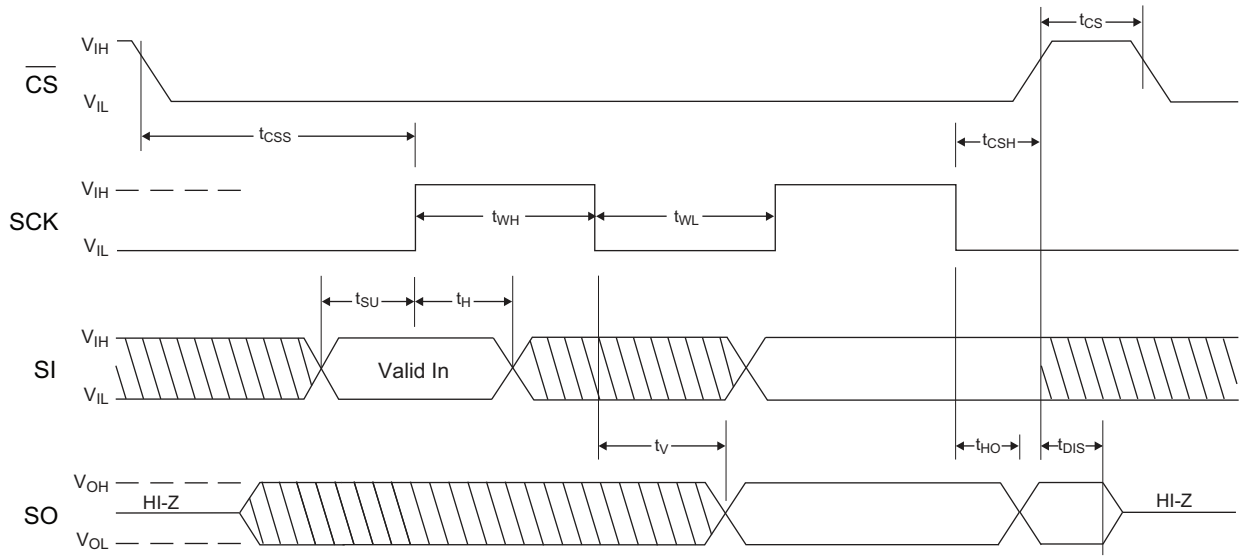 tCS
VIH
CS
VIL
tCSS
tCSH
VIH
SCK
tWH
tWL
VIL
tSU
tH
VIH
SI
Valid In
VIL
tV
tHO
tDIS
VOH
HI-Z
HI-Z
SO
VOL